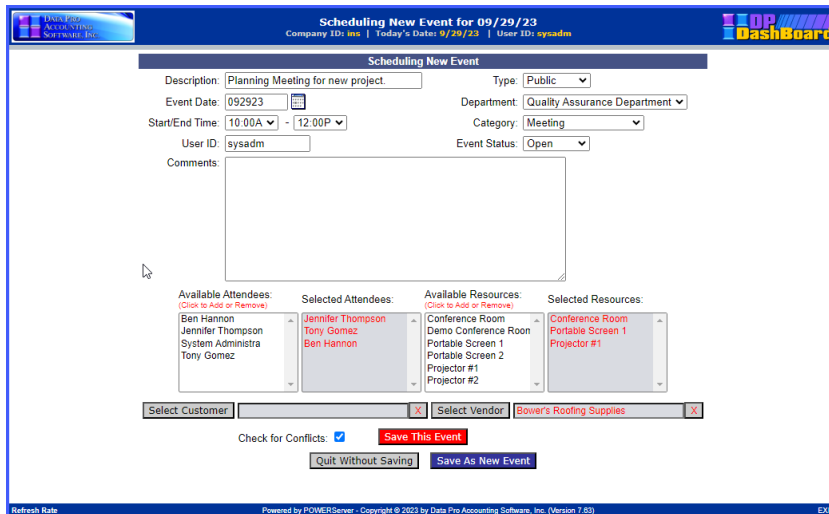 DATA PRO
ACCOUNTING
SOFTWARE, INC
Scheduling New Event for 09/29/23
Company ID: ins | Today's Date: 9/29/23 | User ID: sysadm
DP
DashBoard
Scheduling New Event
Description: Planning Meeting for new project. Type: Public
Event Date: 092923 Department: Quality Assurance Department
Start/End Time: 10:00A - 12:00P Category: Meeting
User ID: sysadm Event Status: Open
Comments:
Available Attendees: Selected Attendees: Available Resources: Selected Resources:
(Click to Add or Remove) (Click to Add or Remove)
Ben Hannon Jennifer Thompson Conference Room Conference Room
Jennifer Thompson Tony Gomez Demo Conference Room Portable Screen 1
System Administra Ben Hannon Portable Screen 1 Projector #1
Tony Gomez Portable Screen 2
Projector #1
Projector #2
Select Customer X Select Vendor Bower's Roofing Supplies X
Check for Conflicts: Save This Event
Quit Without Saving Save As New Event
Refresh Rate Powered by POWERServer - Copyright © 2023 by Data Pro Accounting Software, Inc. (Version 7.63) EX